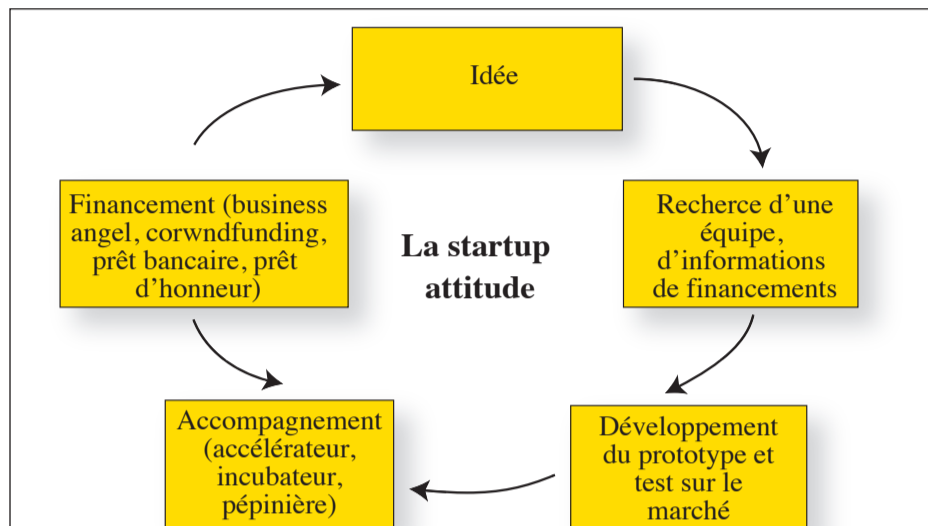 Idée
Financement (business
angel, corwndfunding,
prêt bancaire, prêt
d’honneur)
La startup
attitude
Recherce d’une
équipe,
d’informations
de financements
Accompagnement
(accélérateur,
incubateur,
pépinière)
Développement
du prototype et
test sur le
marché